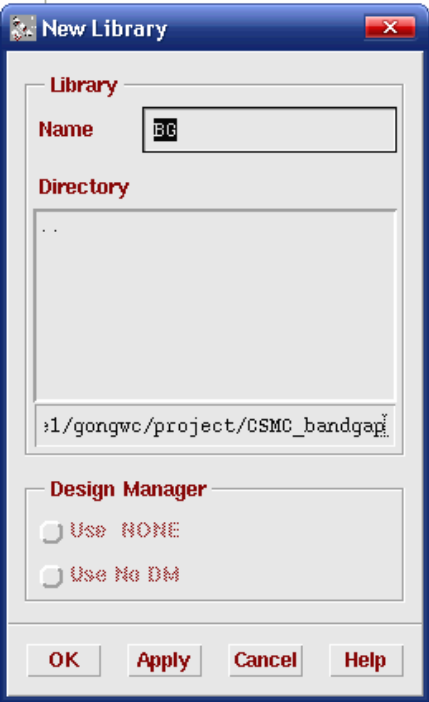 New Library
Library
Name BG
Directory
..
e1/gongwc/project/CSMC_bandgap
Design Manager
Use NONE
Use No DM
OK Apply Cancel Help